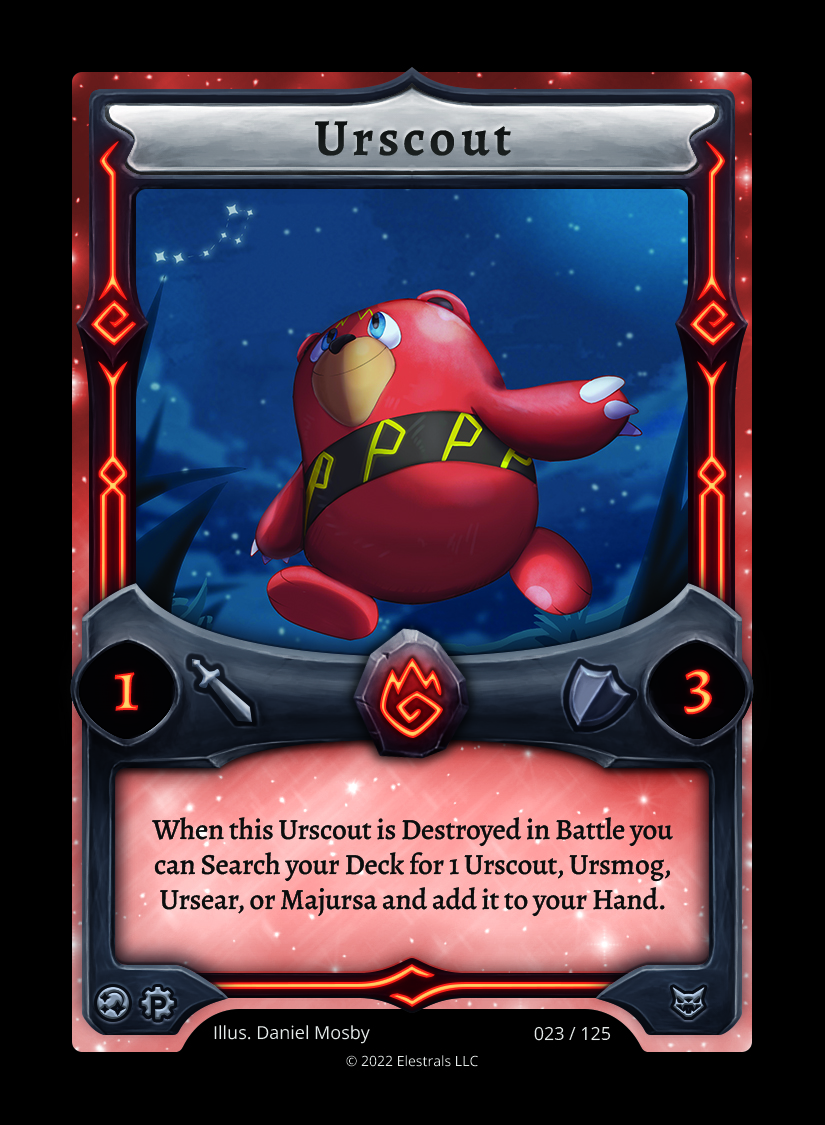 Urscout
P P P P
1
3
When this Urscout is Destroyed in Battle you
can Search your Deck for 1 Urscout, Ursmog,
Ursear, or Majursa and add it to your Hand.
P
Illus. Daniel Mosby
023 / 125
© 2022 Elestrals LLC